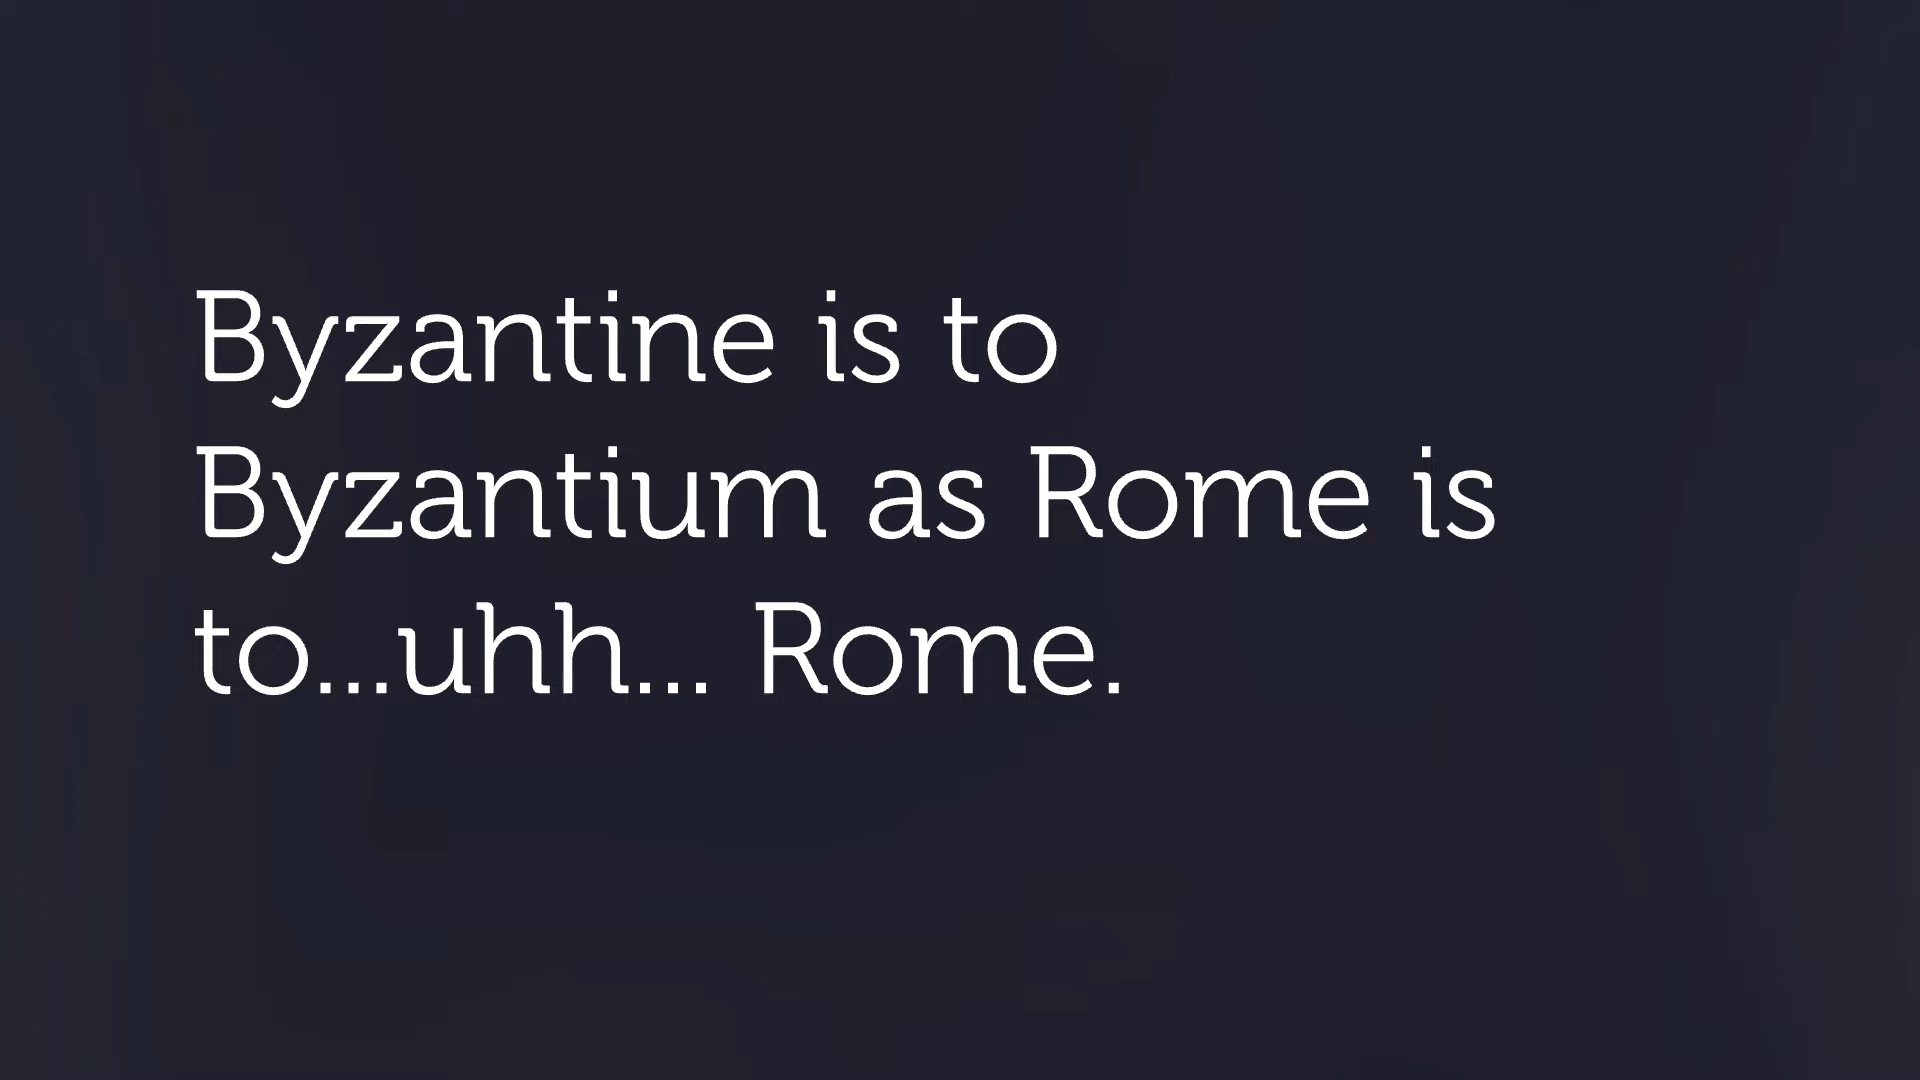 Byzantine is to
Byzantium as Rome is
to...uhh... Rome.